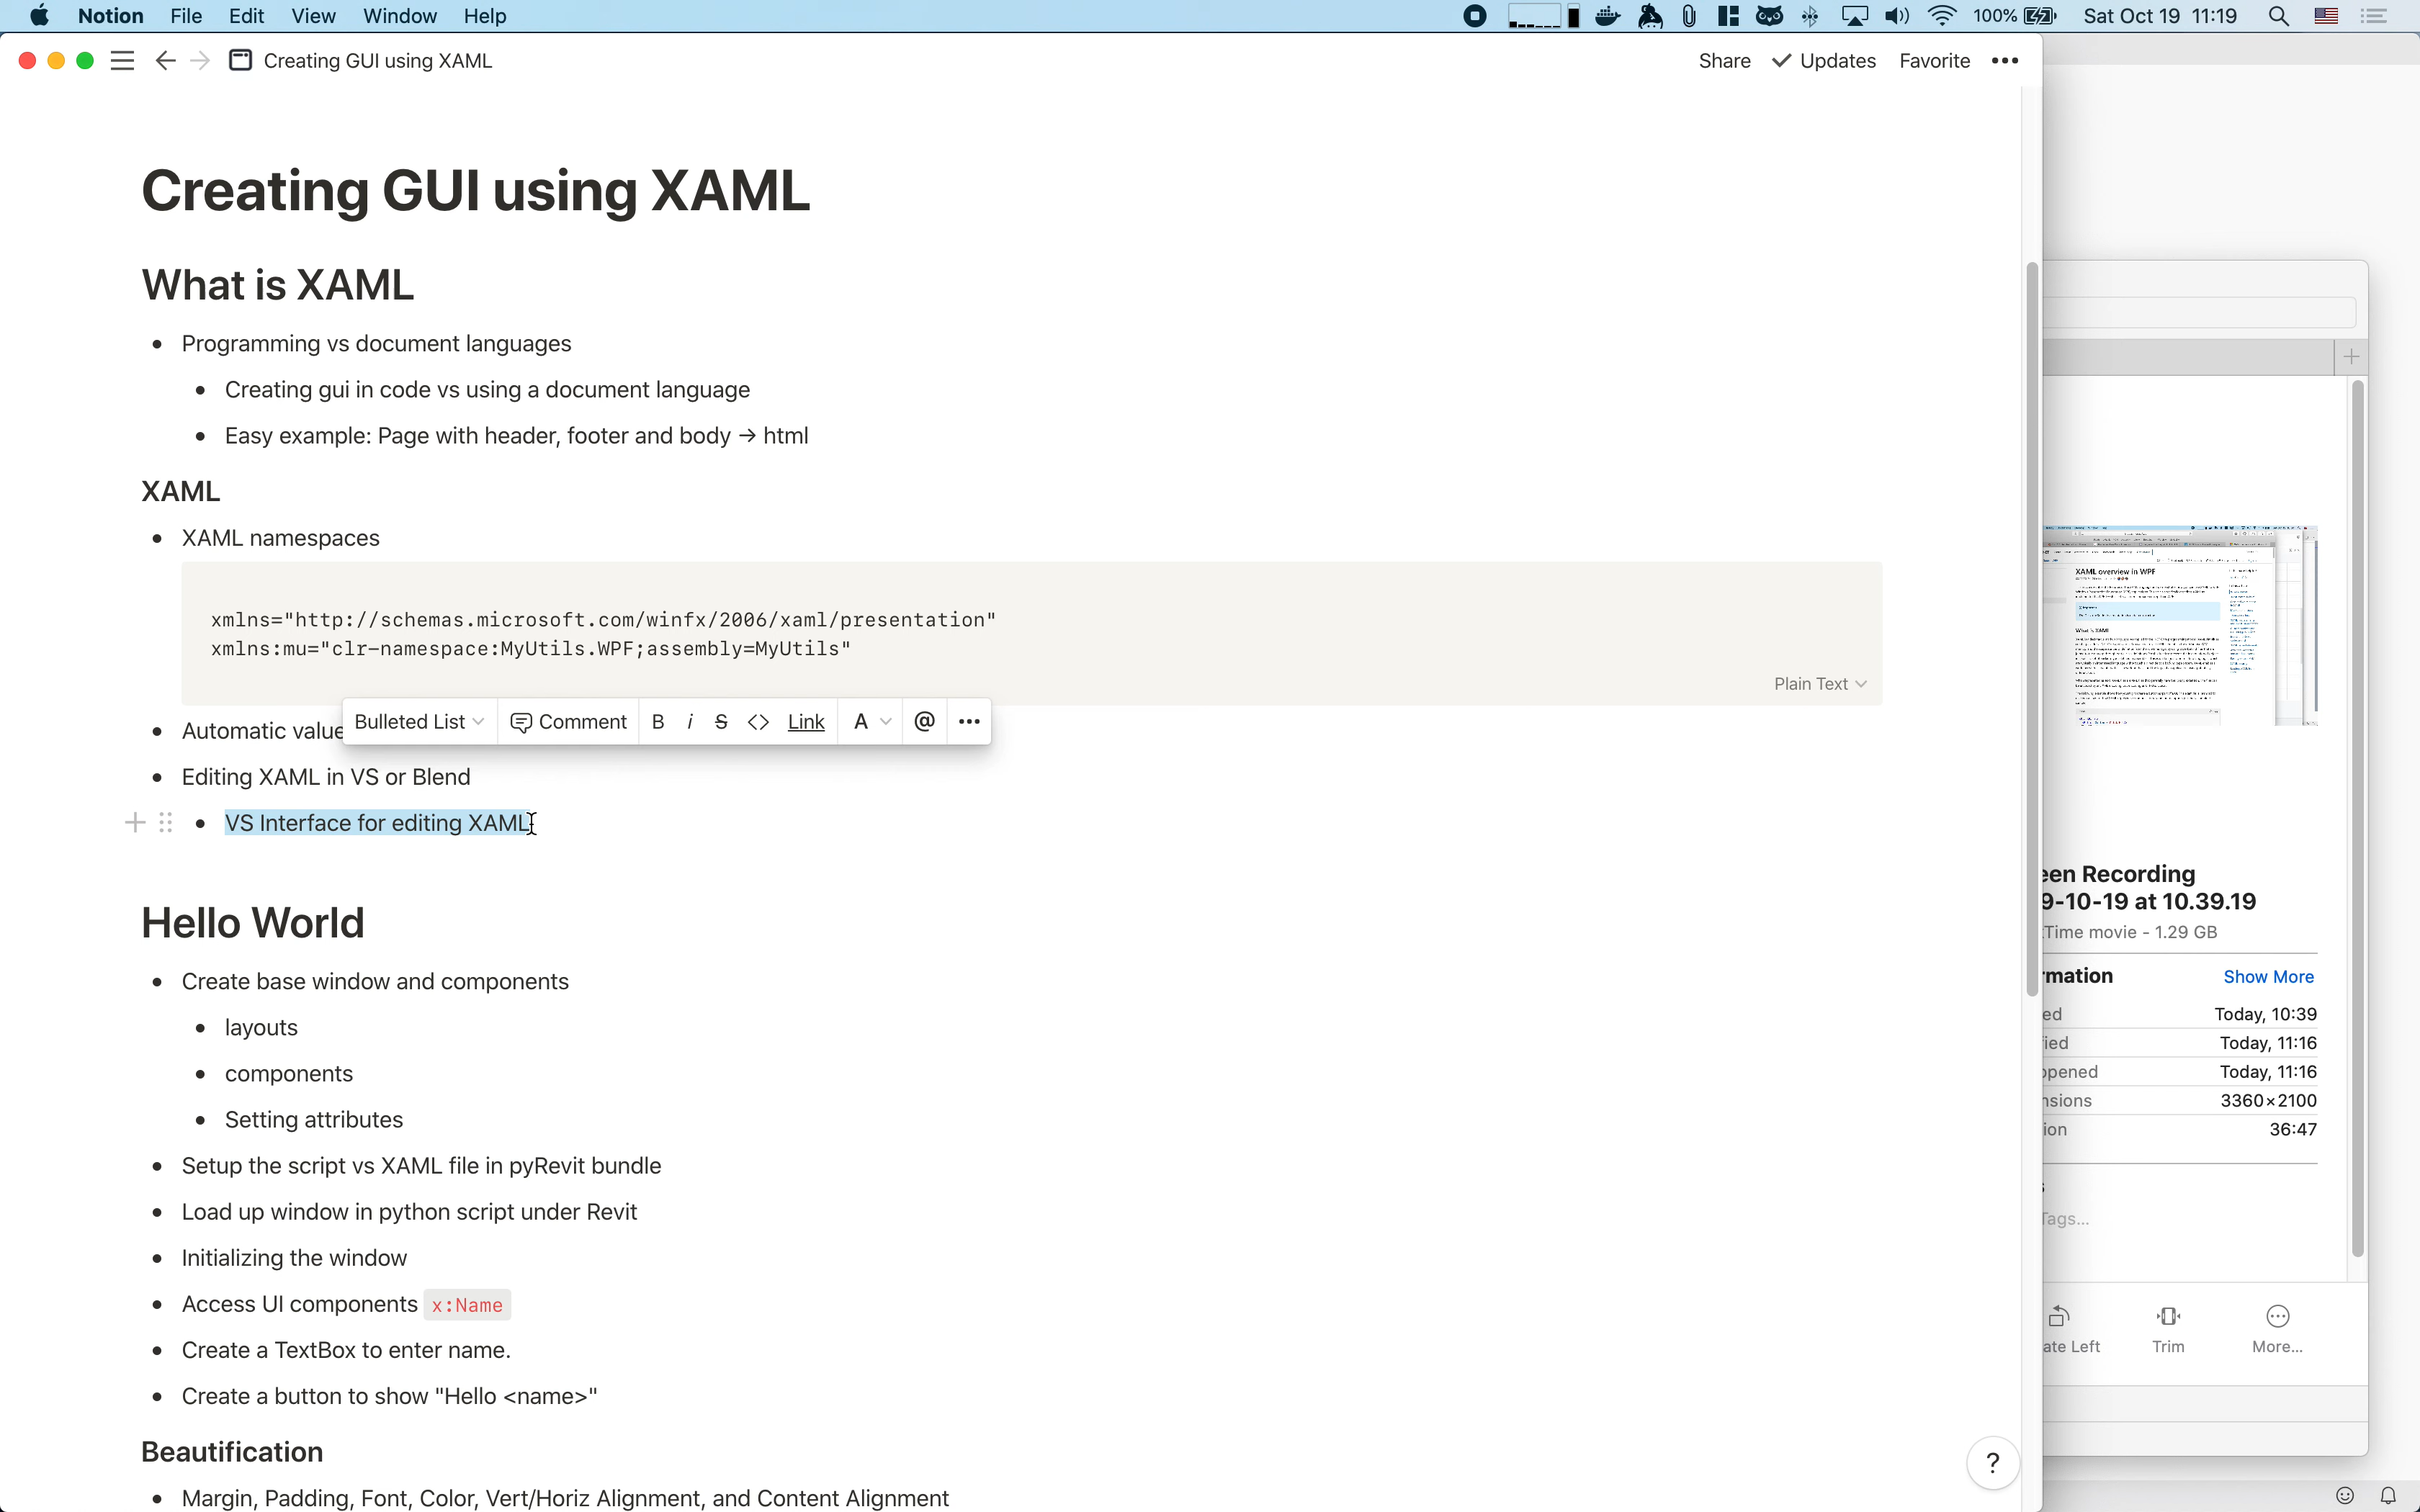 Notion File Edit View Window Help 100% Sat Oct 19 11:19
Creating GUI using XAML Share Updates Favorite
Creating GUI using XAML
What is XAML
Programming vs document languages
Creating gui in code vs using a document language
Easy example: Page with header, footer and body → html
XAML
XAML namespaces
xmlns="http://schemas.microsoft.com/winfx/2006/xaml/presentation"
xmlns:mu="clr-namespace:MyUtils.WPF;assembly=MyUtils"
Plain Text
Bulleted List Comment B i S <> Link A @ •••
Automatic value
Editing XAML in VS or Blend
VS Interface for editing XAML
Hello World
Create base window and components
layouts
components
Setting attributes
Setup the script vs XAML file in pyRevit bundle
Load up window in python script under Revit
Initializing the window
Access UI components x:Name
Create a TextBox to enter name.
Create a button to show "Hello <name>"
Beautification
Margin, Padding, Font, Color, Vert/Horiz Alignment, and Content Alignment
?
XAML overview in WPF
What is XAML
een Recording
9-10-19 at 10.39.19
Time movie - 1.29 GB
mation Show More
ed Today, 10:39
ied Today, 11:16
opened Today, 11:16
nsions 3360×2100
ion 36:47
Tags...
ate Left Trim More...